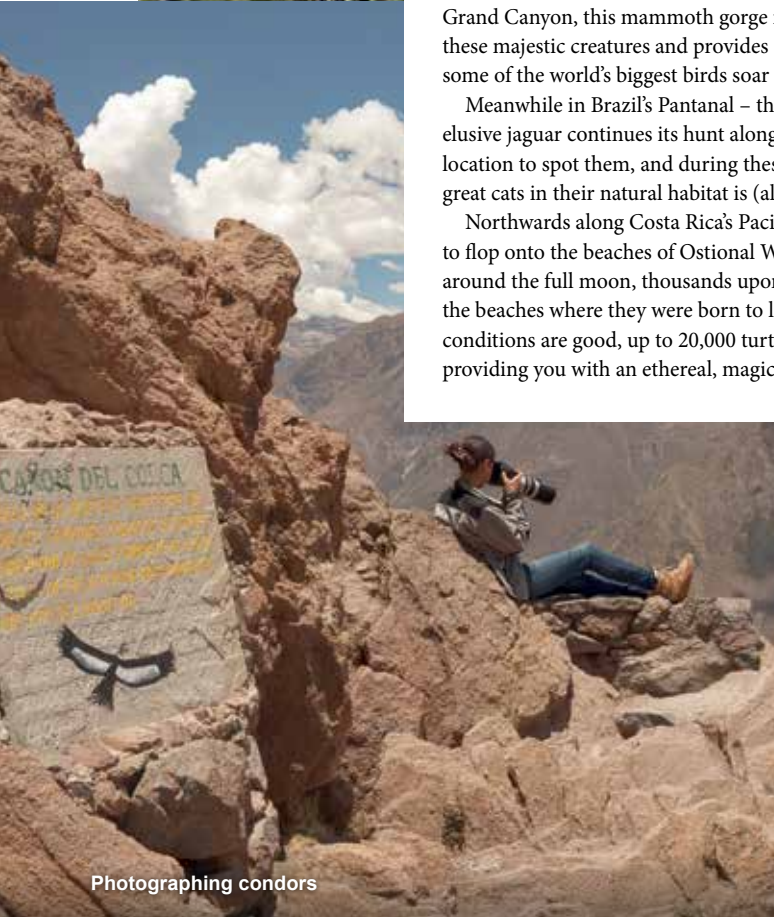 Grand Canyon, this mammoth gorge
these majestic creatures and provides
some of the world's biggest birds soar
Meanwhile in Brazil's Pantanal – th
elusive jaguar continues its hunt along
location to spot them, and during thes
great cats in their natural habitat is (al
Northwards along Costa Rica's Paci
to flop onto the beaches of Ostional W
around the full moon, thousands upon
the beaches where they were born to l
conditions are good, up to 20,000 turt
providing you with an ethereal, magic
CAÑON DEL COLCA
Photographing condors